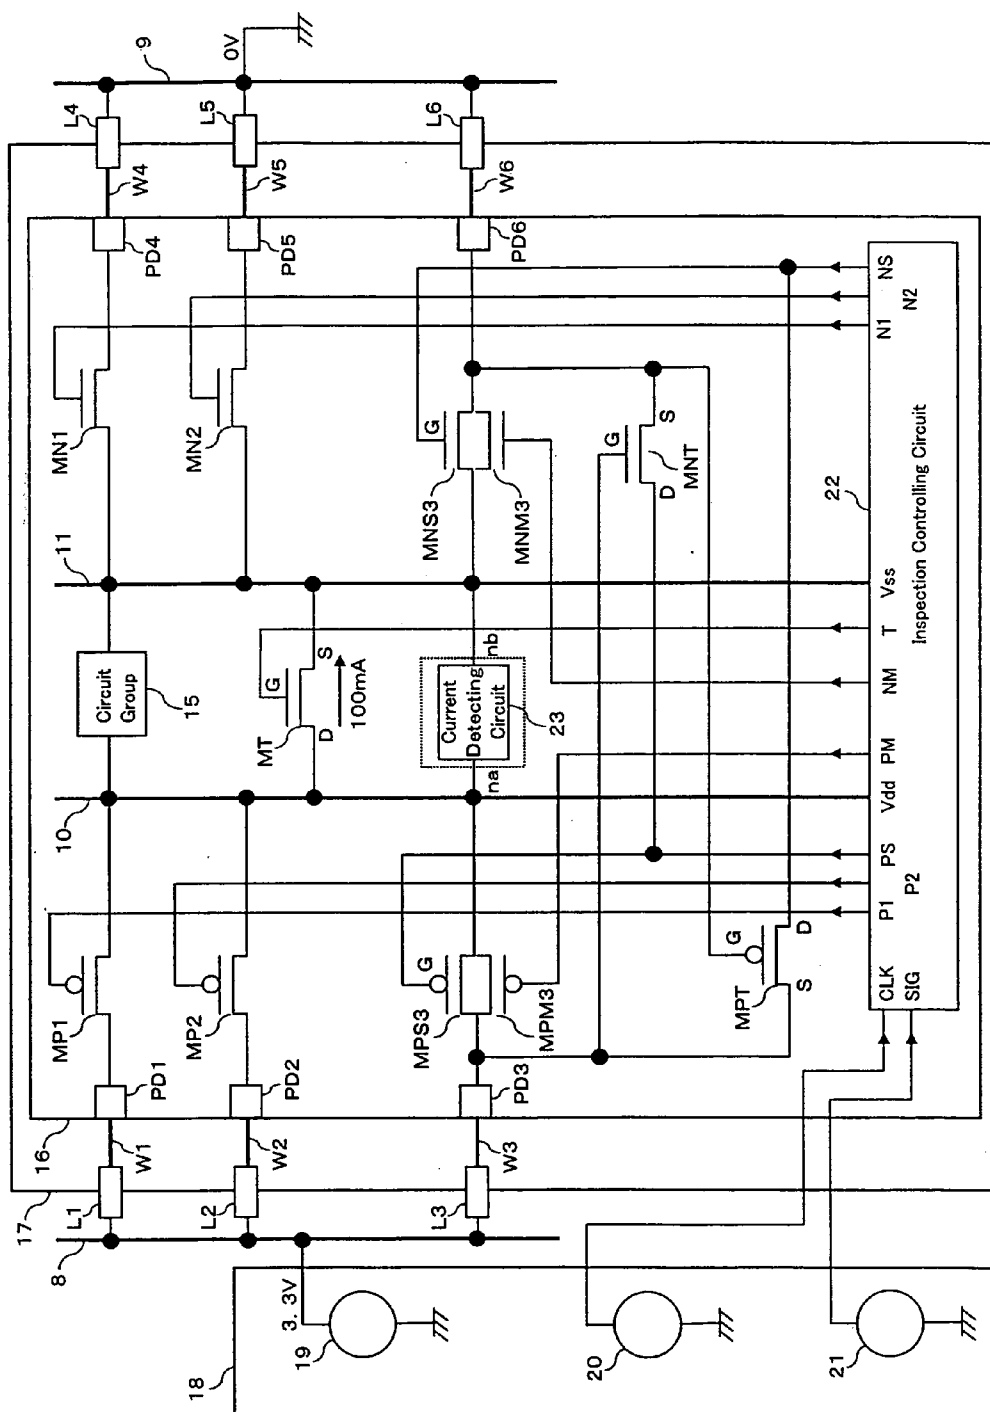 18
19
3. 3V
20
21
8
L1
L2
L3
17
W1
W2
W3
16
PD1
PD2
PD3
MP1
MP2
MPS3
G
MPM3
MPT
S
G
D
CLK
SIG
P1
P2
PS
Vdd
PM
NM
T
Vss
N1
N2
NS
22
Inspection Controlling Circuit
10
Circuit
Group
15
MT
D
G
S
100mA
na
Current
Detecting
Circuit
nb
23
11
MN1
MN2
MNS3
G
MNM3
D
G
S
MNT
PD4
PD5
PD6
W4
W5
W6
L4
L5
L6
9
0V